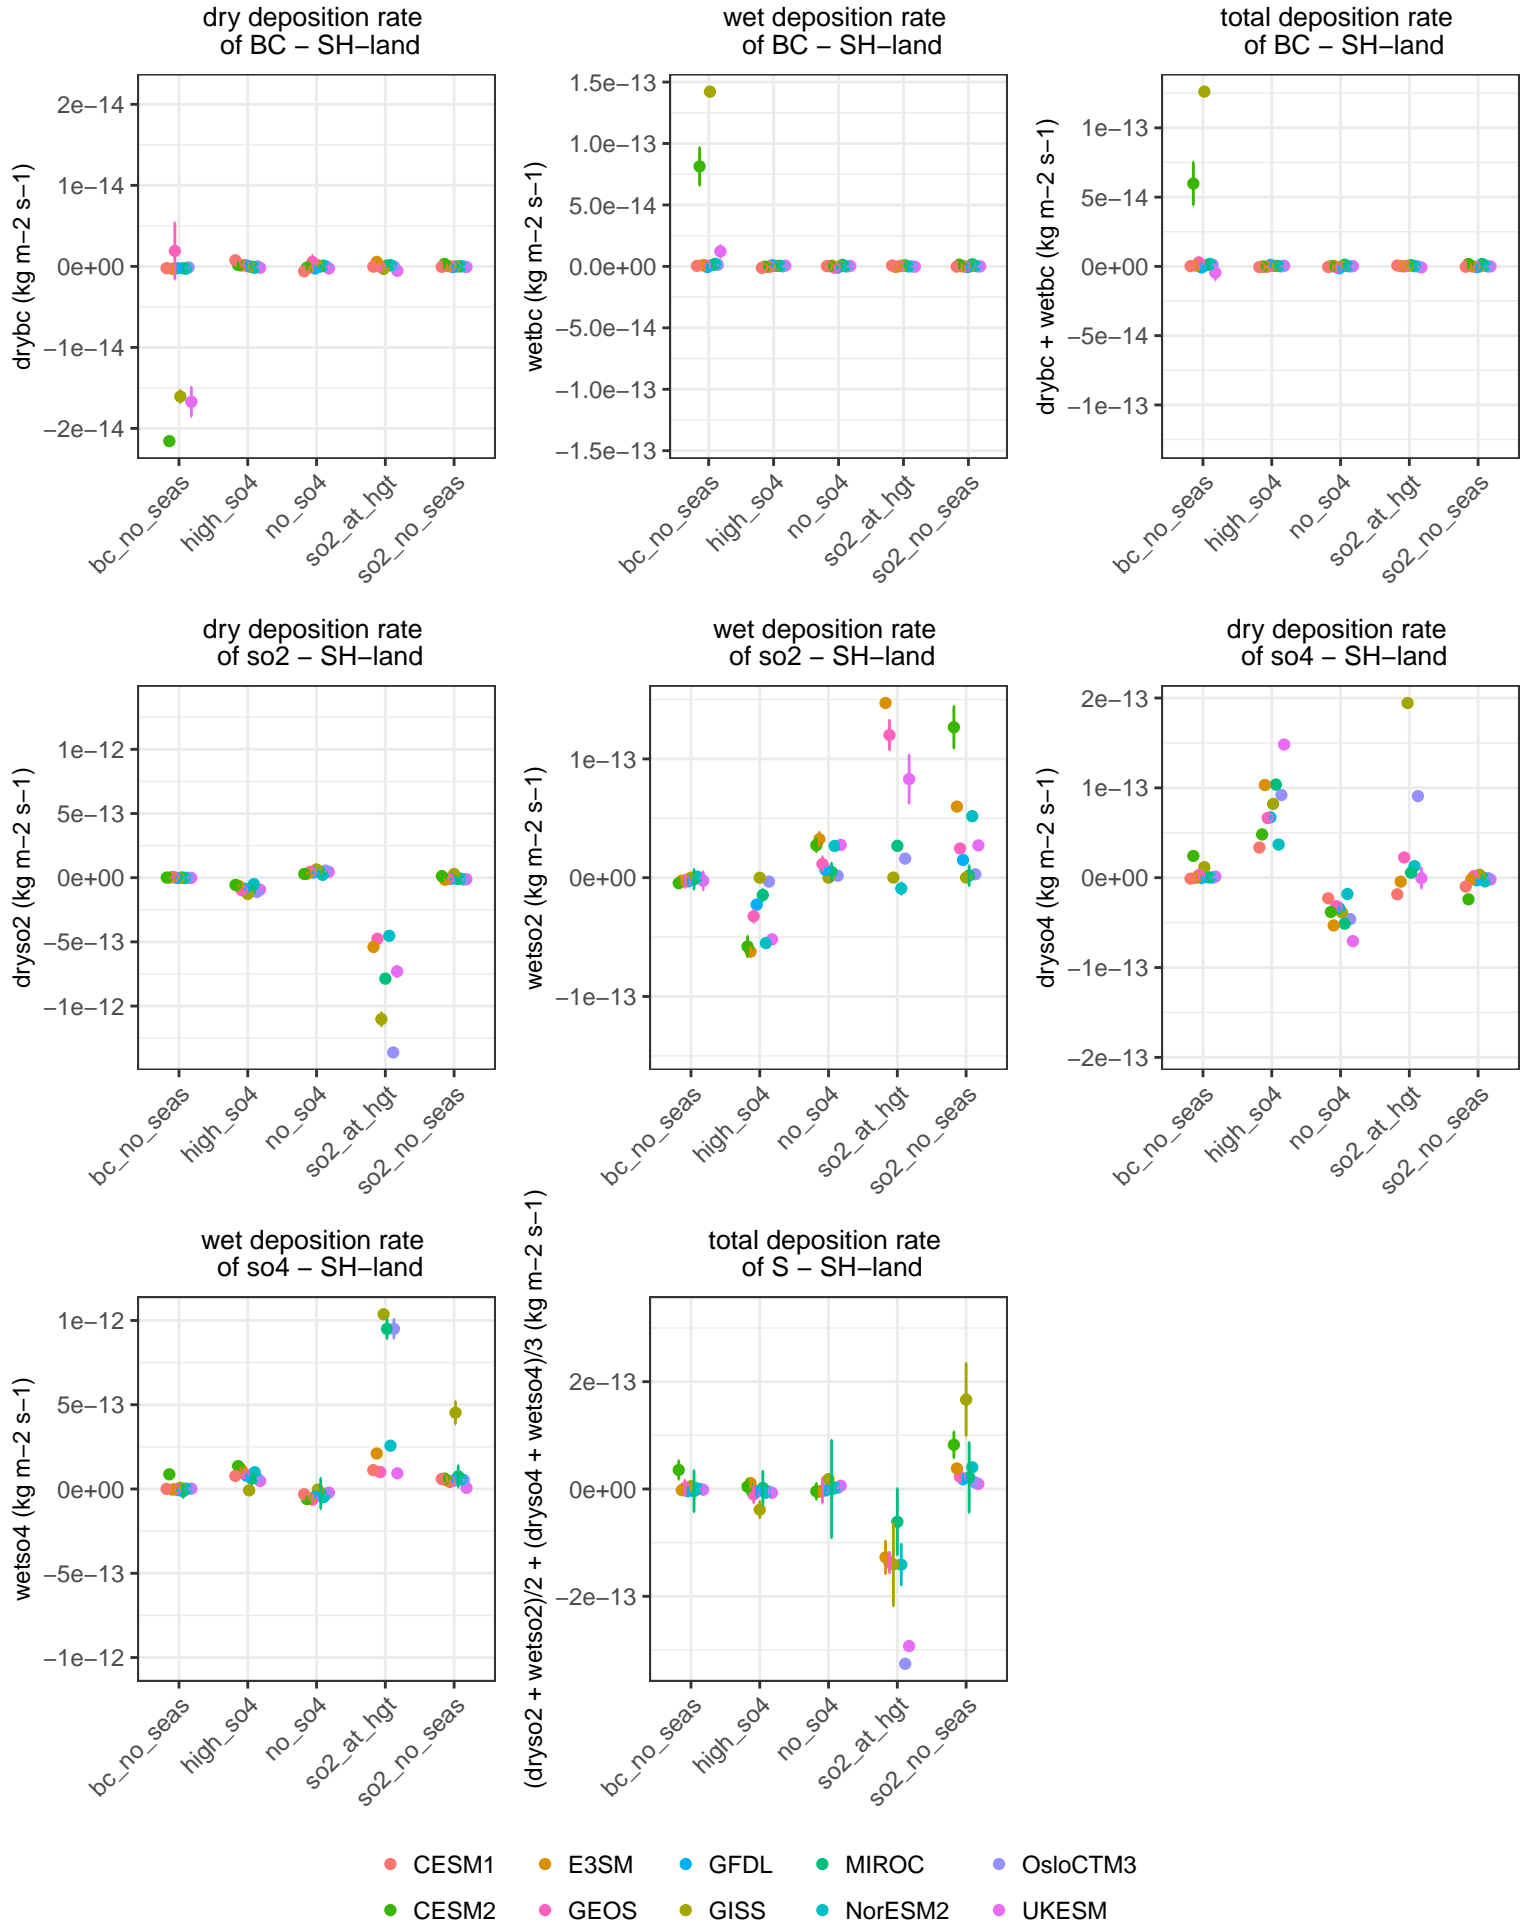 dry deposition rate
of BC − SH−land
wet deposition rate
of BC − SH−land
total deposition rate
of BC − SH−land
drybc (kg m−2 s−1)
2e−14
1e−14
0e+00
−1e−14
−2e−14
bc_no_seas
high_so4
no_so4
so2_at_hgt
so2_no_seas
wetbc (kg m−2 s−1)
1.5e−13
1.0e−13
5.0e−14
0e+00
−5.0e−14
−1.0e−13
−1.5e−13
bc_no_seas
high_so4
no_so4
so2_at_hgt
so2_no_seas
drybc + wetbc (kg m−2 s−1)
1e−13
5e−14
0e+00
−5e−14
−1e−13
bc_no_seas
high_so4
no_so4
so2_at_hgt
so2_no_seas
dry deposition rate
of so2 − SH−land
wet deposition rate
of so2 − SH−land
dry deposition rate
of so4 − SH−land
dryso2 (kg m−2 s−1)
1e−12
5e−13
0e+00
−5e−13
−1e−12
bc_no_seas
high_so4
no_so4
so2_at_hgt
so2_no_seas
wetso2 (kg m−2 s−1)
1e−13
0e+00
−1e−13
bc_no_seas
high_so4
no_so4
so2_at_hgt
so2_no_seas
dryso4 (kg m−2 s−1)
2e−13
1e−13
0e+00
−1e−13
−2e−13
bc_no_seas
high_so4
no_so4
so2_at_hgt
so2_no_seas
wet deposition rate
of so4 − SH−land
total deposition rate
of S − SH−land
wetso4 (kg m−2 s−1)
1e−12
5e−13
0e+00
−5e−13
−1e−12
bc_no_seas
high_so4
no_so4
so2_at_hgt
so2_no_seas
(dryso2 + wetso2)/2 + (dryso4 + wetso4)/3 (kg m−2 s−1)
2e−13
0e+00
−2e−13
bc_no_seas
high_so4
no_so4
so2_at_hgt
so2_no_seas
CESM1 E3SM GFDL MIROC OsloCTM3
CESM2 GEOS GISS NorESM2 UKESM